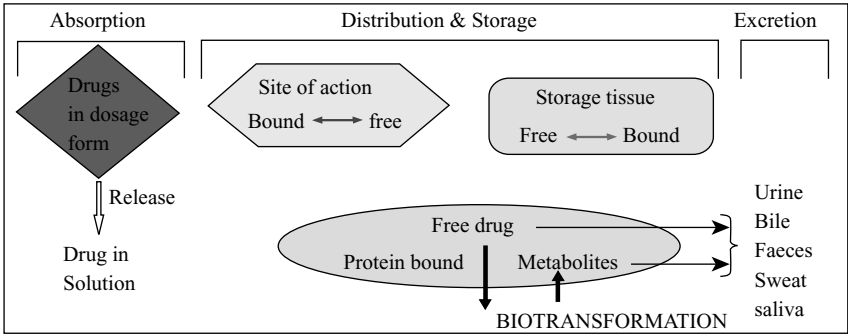 Absorption
Distribution & Storage
Excretion
Drugs
in dosage
form
Release
Drug in
Solution
Site of action
Bound free
Storage tissue
Free Bound
Free drug
Protein bound Metabolites
BIOTRANSFORMATION
Urine
Bile
Faeces
Sweat
saliva